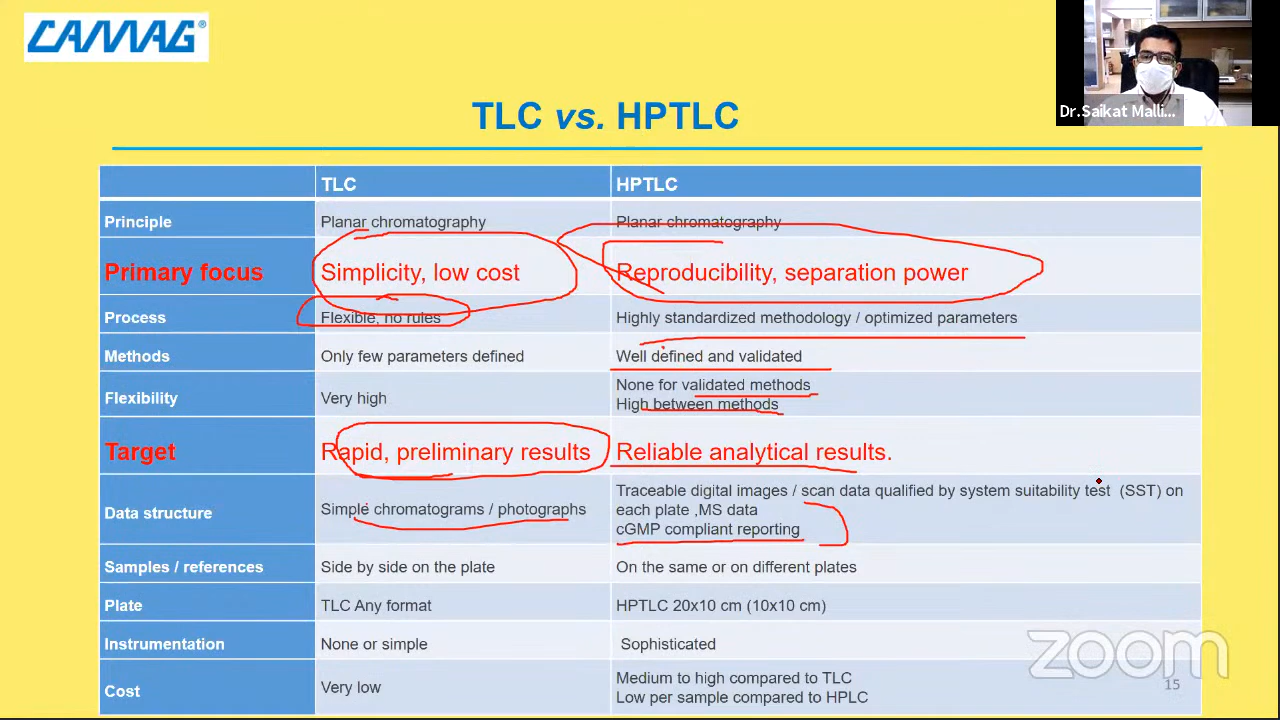 CAMAG®
Dr.Saikat Malli...
TLC vs. HPTLC
TLC HPTLC
Principle Planar chromatography Planar chromatography
Primary focus Simplicity, low cost Reproducibility, separation power
Process Flexible, no rules Highly standardized methodology / optimized parameters
Methods Only few parameters defined Well defined and validated
Flexibility Very high None for validated methods
High between methods
Target Rapid, preliminary results Reliable analytical results.
Data structure Simple chromatograms / photographs Traceable digital images / scan data qualified by system suitability test (SST) on
each plate ,MS data
cGMP compliant reporting
Samples / references Side by side on the plate On the same or on different plates
Plate TLC Any format HPTLC 20x10 cm (10x10 cm)
Instrumentation None or simple Sophisticated
Cost Very low Medium to high compared to TLC
Low per sample compared to HPLC
zoom
15